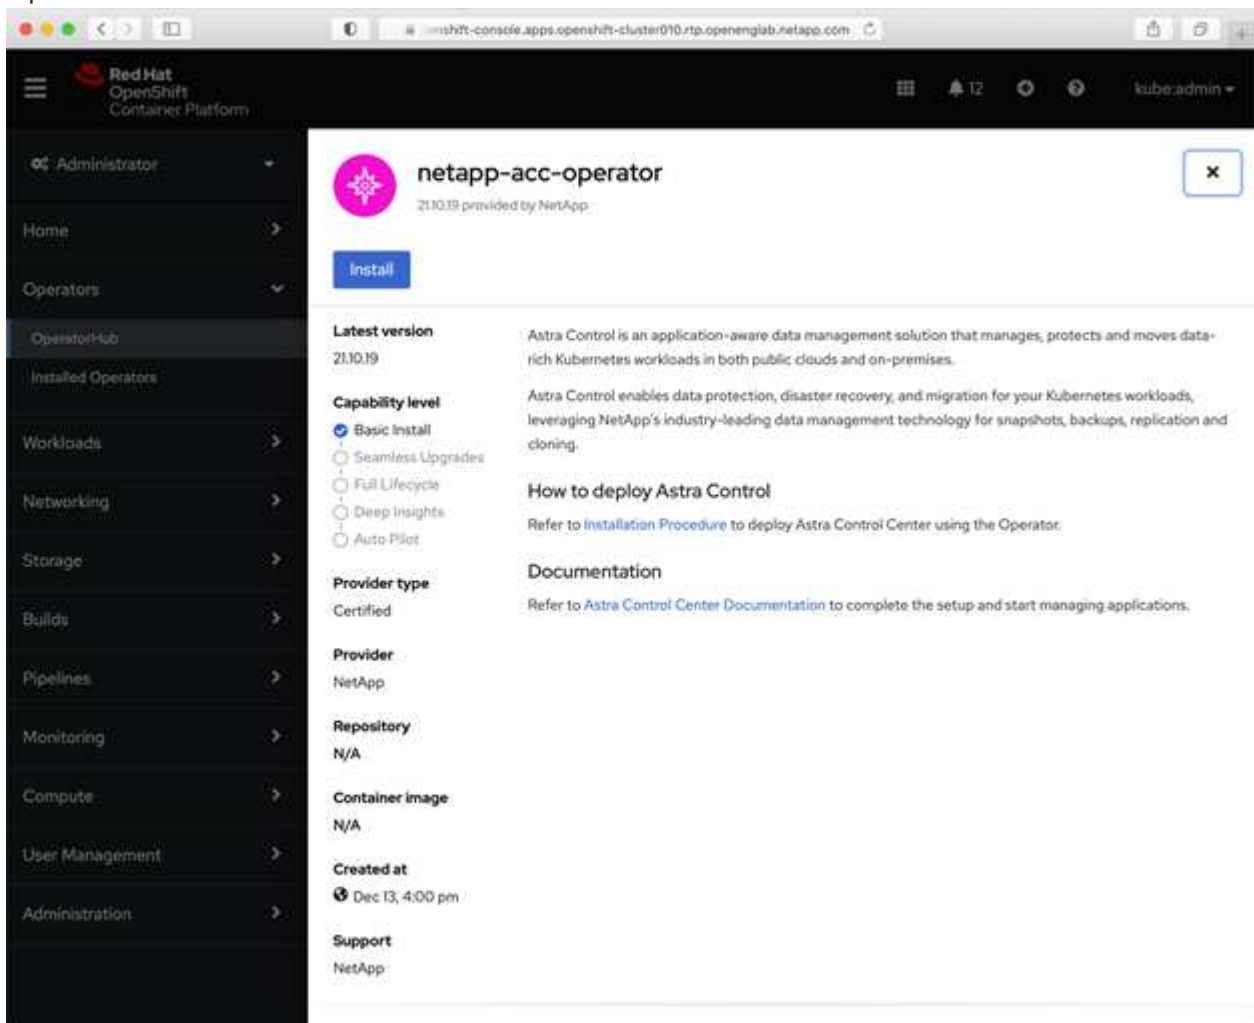 shift-console.apps.openshift-cluster010.rtp.openenglab.netapp.com
Red Hat
OpenShift
Container Platform
12
kube:admin
Administrator
Home
Operators
OperatorHub
Installed Operators
Workloads
Networking
Storage
Builds
Pipelines
Monitoring
Compute
User Management
Administration
netapp-acc-operator
21.10.19 provided by NetApp
Install
Latest version
21.10.19
Capability level
Basic Install
Seamless Upgrades
Full Lifecycle
Deep Insights
Auto Pilot
Provider type
Certified
Provider
NetApp
Repository
N/A
Container image
N/A
Created at
Dec 13, 4:00 pm
Support
NetApp
Astra Control is an application-aware data management solution that manages, protects and moves data-
rich Kubernetes workloads in both public clouds and on-premises.
Astra Control enables data protection, disaster recovery, and migration for your Kubernetes workloads,
leveraging NetApp's industry-leading data management technology for snapshots, backups, replication and
cloning.
How to deploy Astra Control
Refer to Installation Procedure to deploy Astra Control Center using the Operator.
Documentation
Refer to Astra Control Center Documentation to complete the setup and start managing applications.